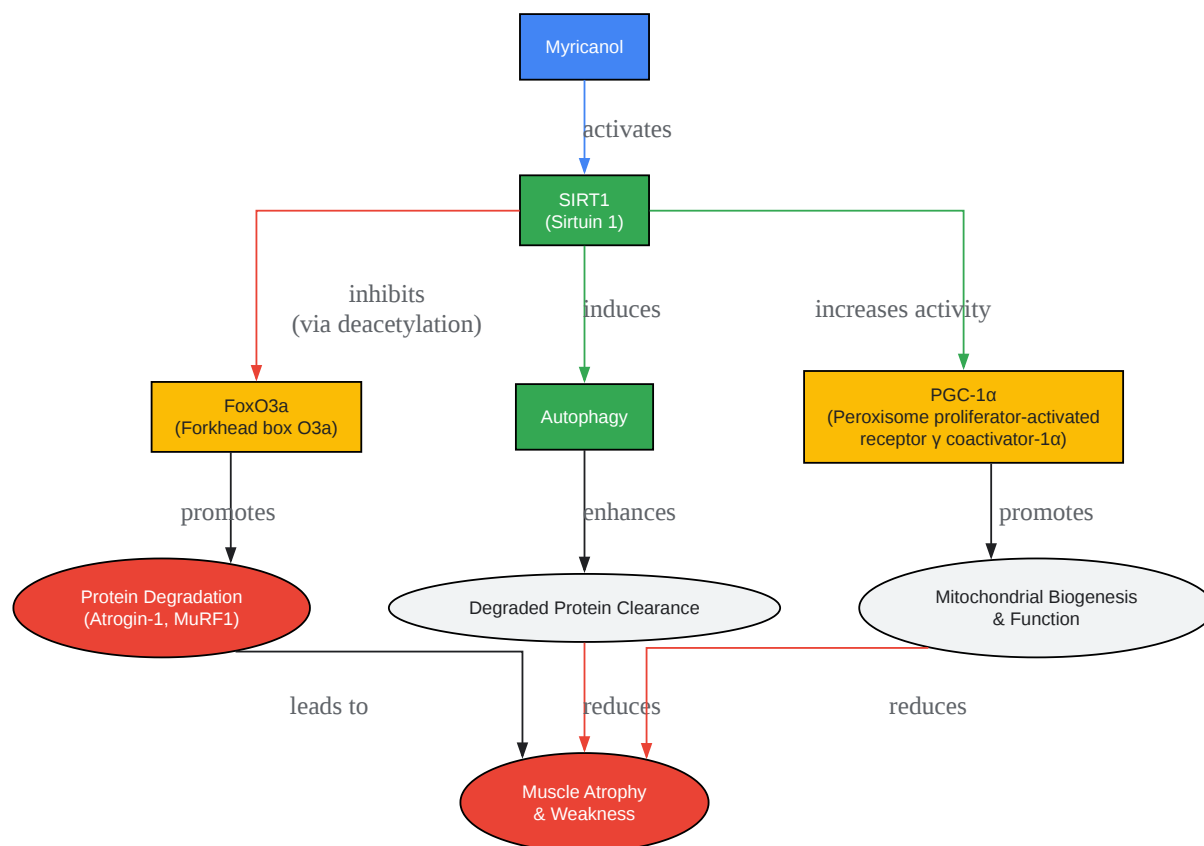 Myricanol
activates
SIRT1
(Sirtuin 1)
inhibits
(via deacetylation)
induces
increases activity
FoxO3a
(Forkhead box O3a)
Autophagy
PGC-1α
(Peroxisome proliferator-activated
receptor γ coactivator-1α)
promotes
enhances
promotes
Protein Degradation
(Atrogin-1, MuRF1)
Degraded Protein Clearance
Mitochondrial Biogenesis
& Function
leads to
reduces
reduces
Muscle Atrophy
& Weakness